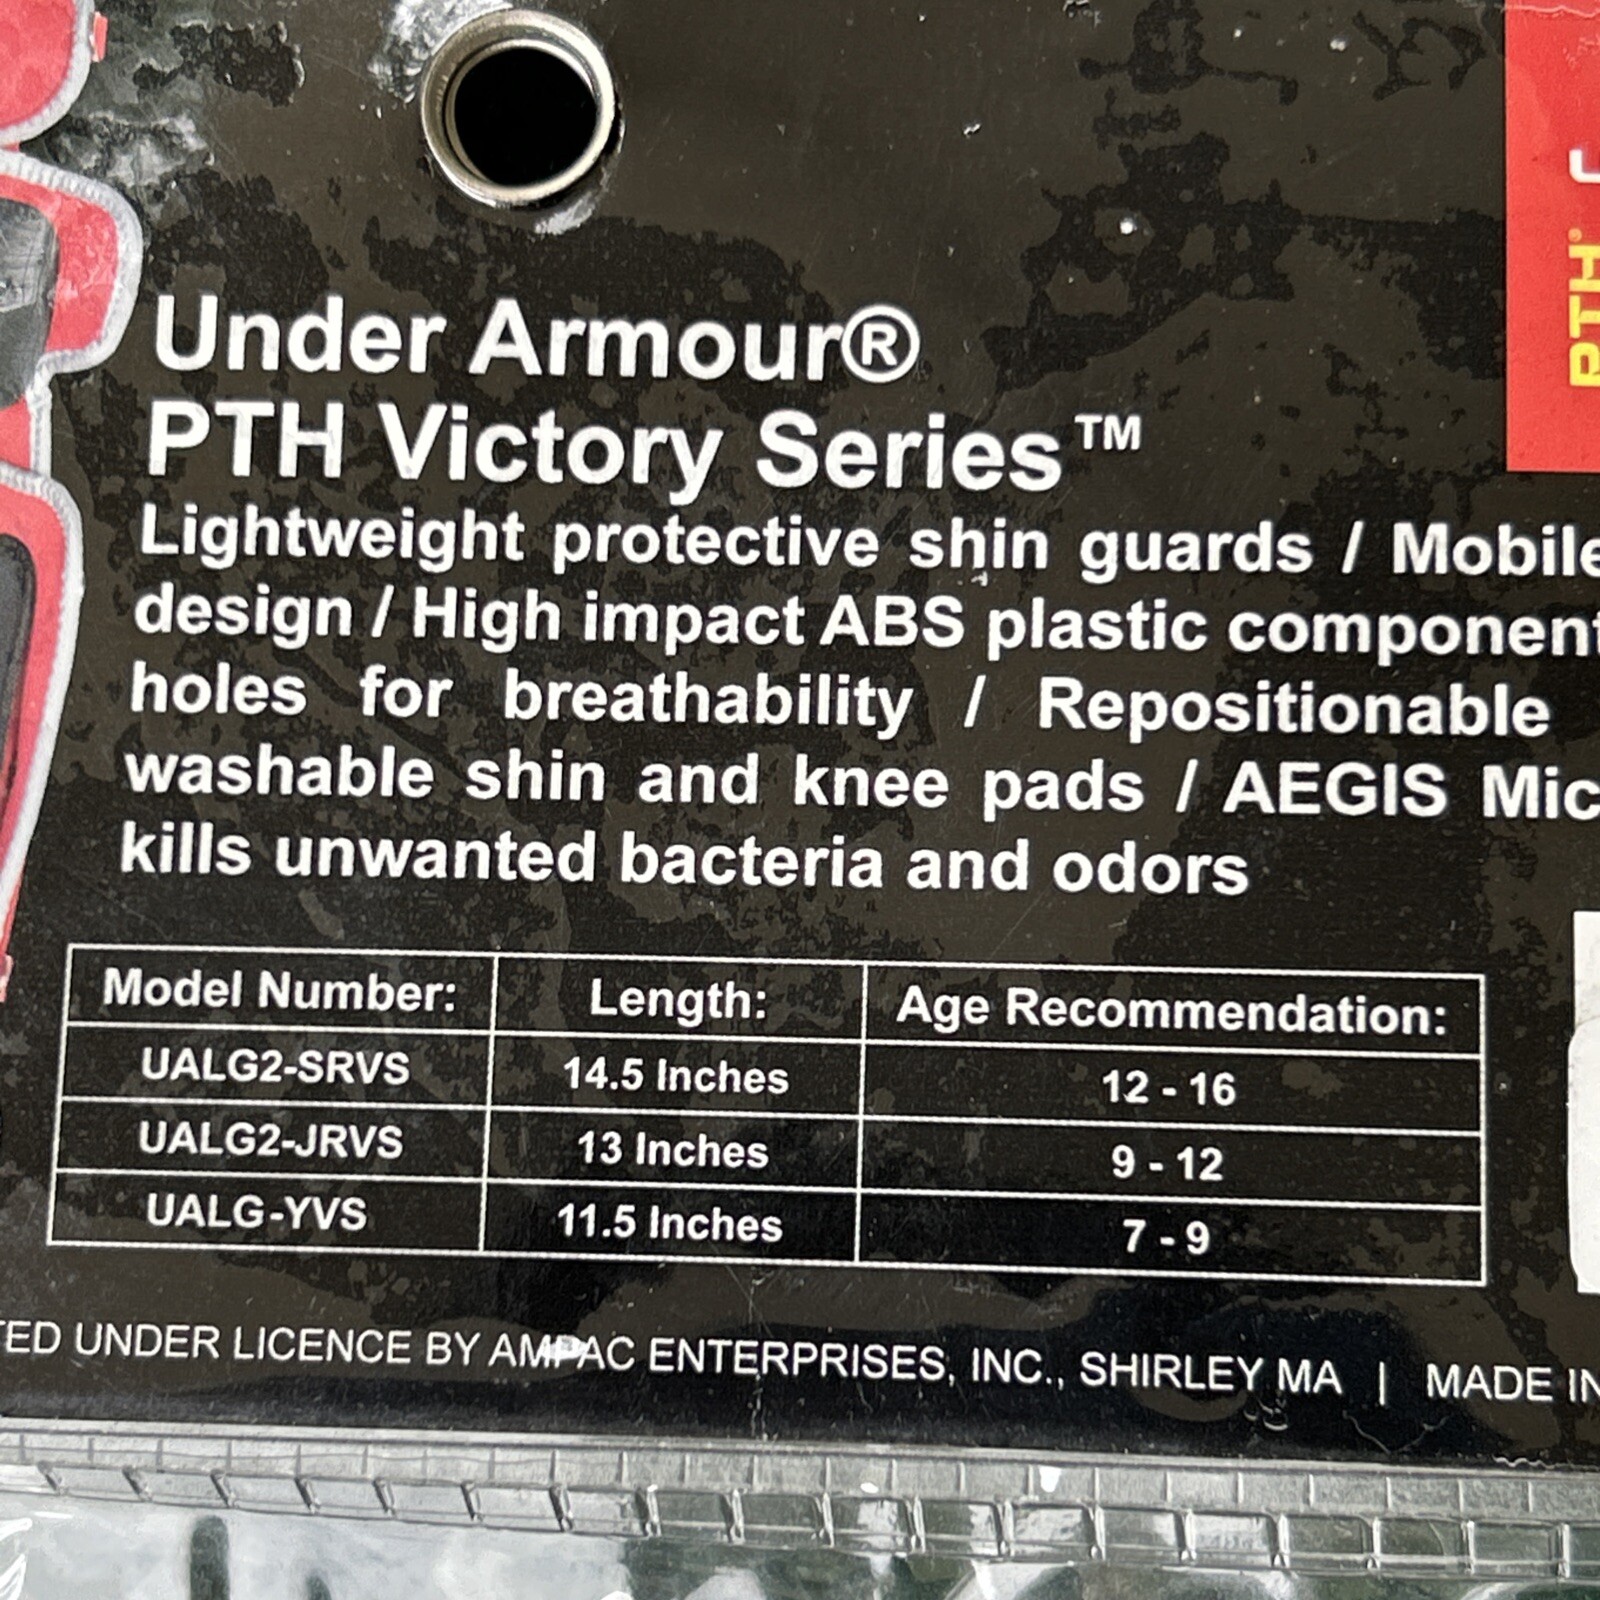 Under Armour®
PTH Victory Series™
Lightweight protective shin guards / Mobile
design / High impact ABS plastic component
holes for breathability / Repositionable
washable shin and knee pads / AEGIS Mic
kills unwanted bacteria and odors
Model Number: Length: Age Recommendation:
UALG2-SRVS 14.5 Inches 12 - 16
UALG2-JRVS 13 Inches 9 - 12
UALG-YVS 11.5 Inches 7 - 9
TED UNDER LICENCE BY AMPAC ENTERPRISES, INC., SHIRLEY MA | MADE IN
PTH®